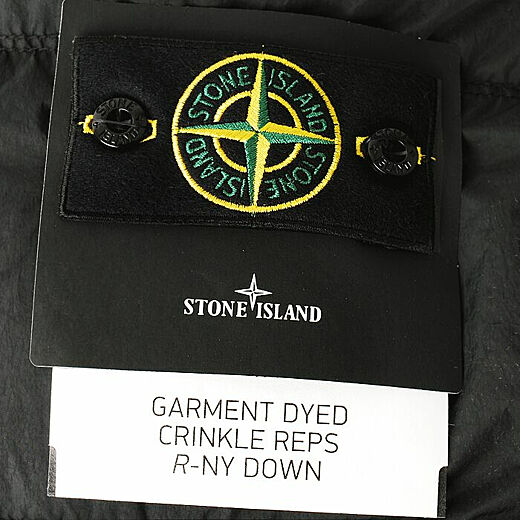 STONE ISLAND
STONE ISLAND
STONE ISLAND
GARMENT DYED
CRINKLE REPS
R-NY DOWN